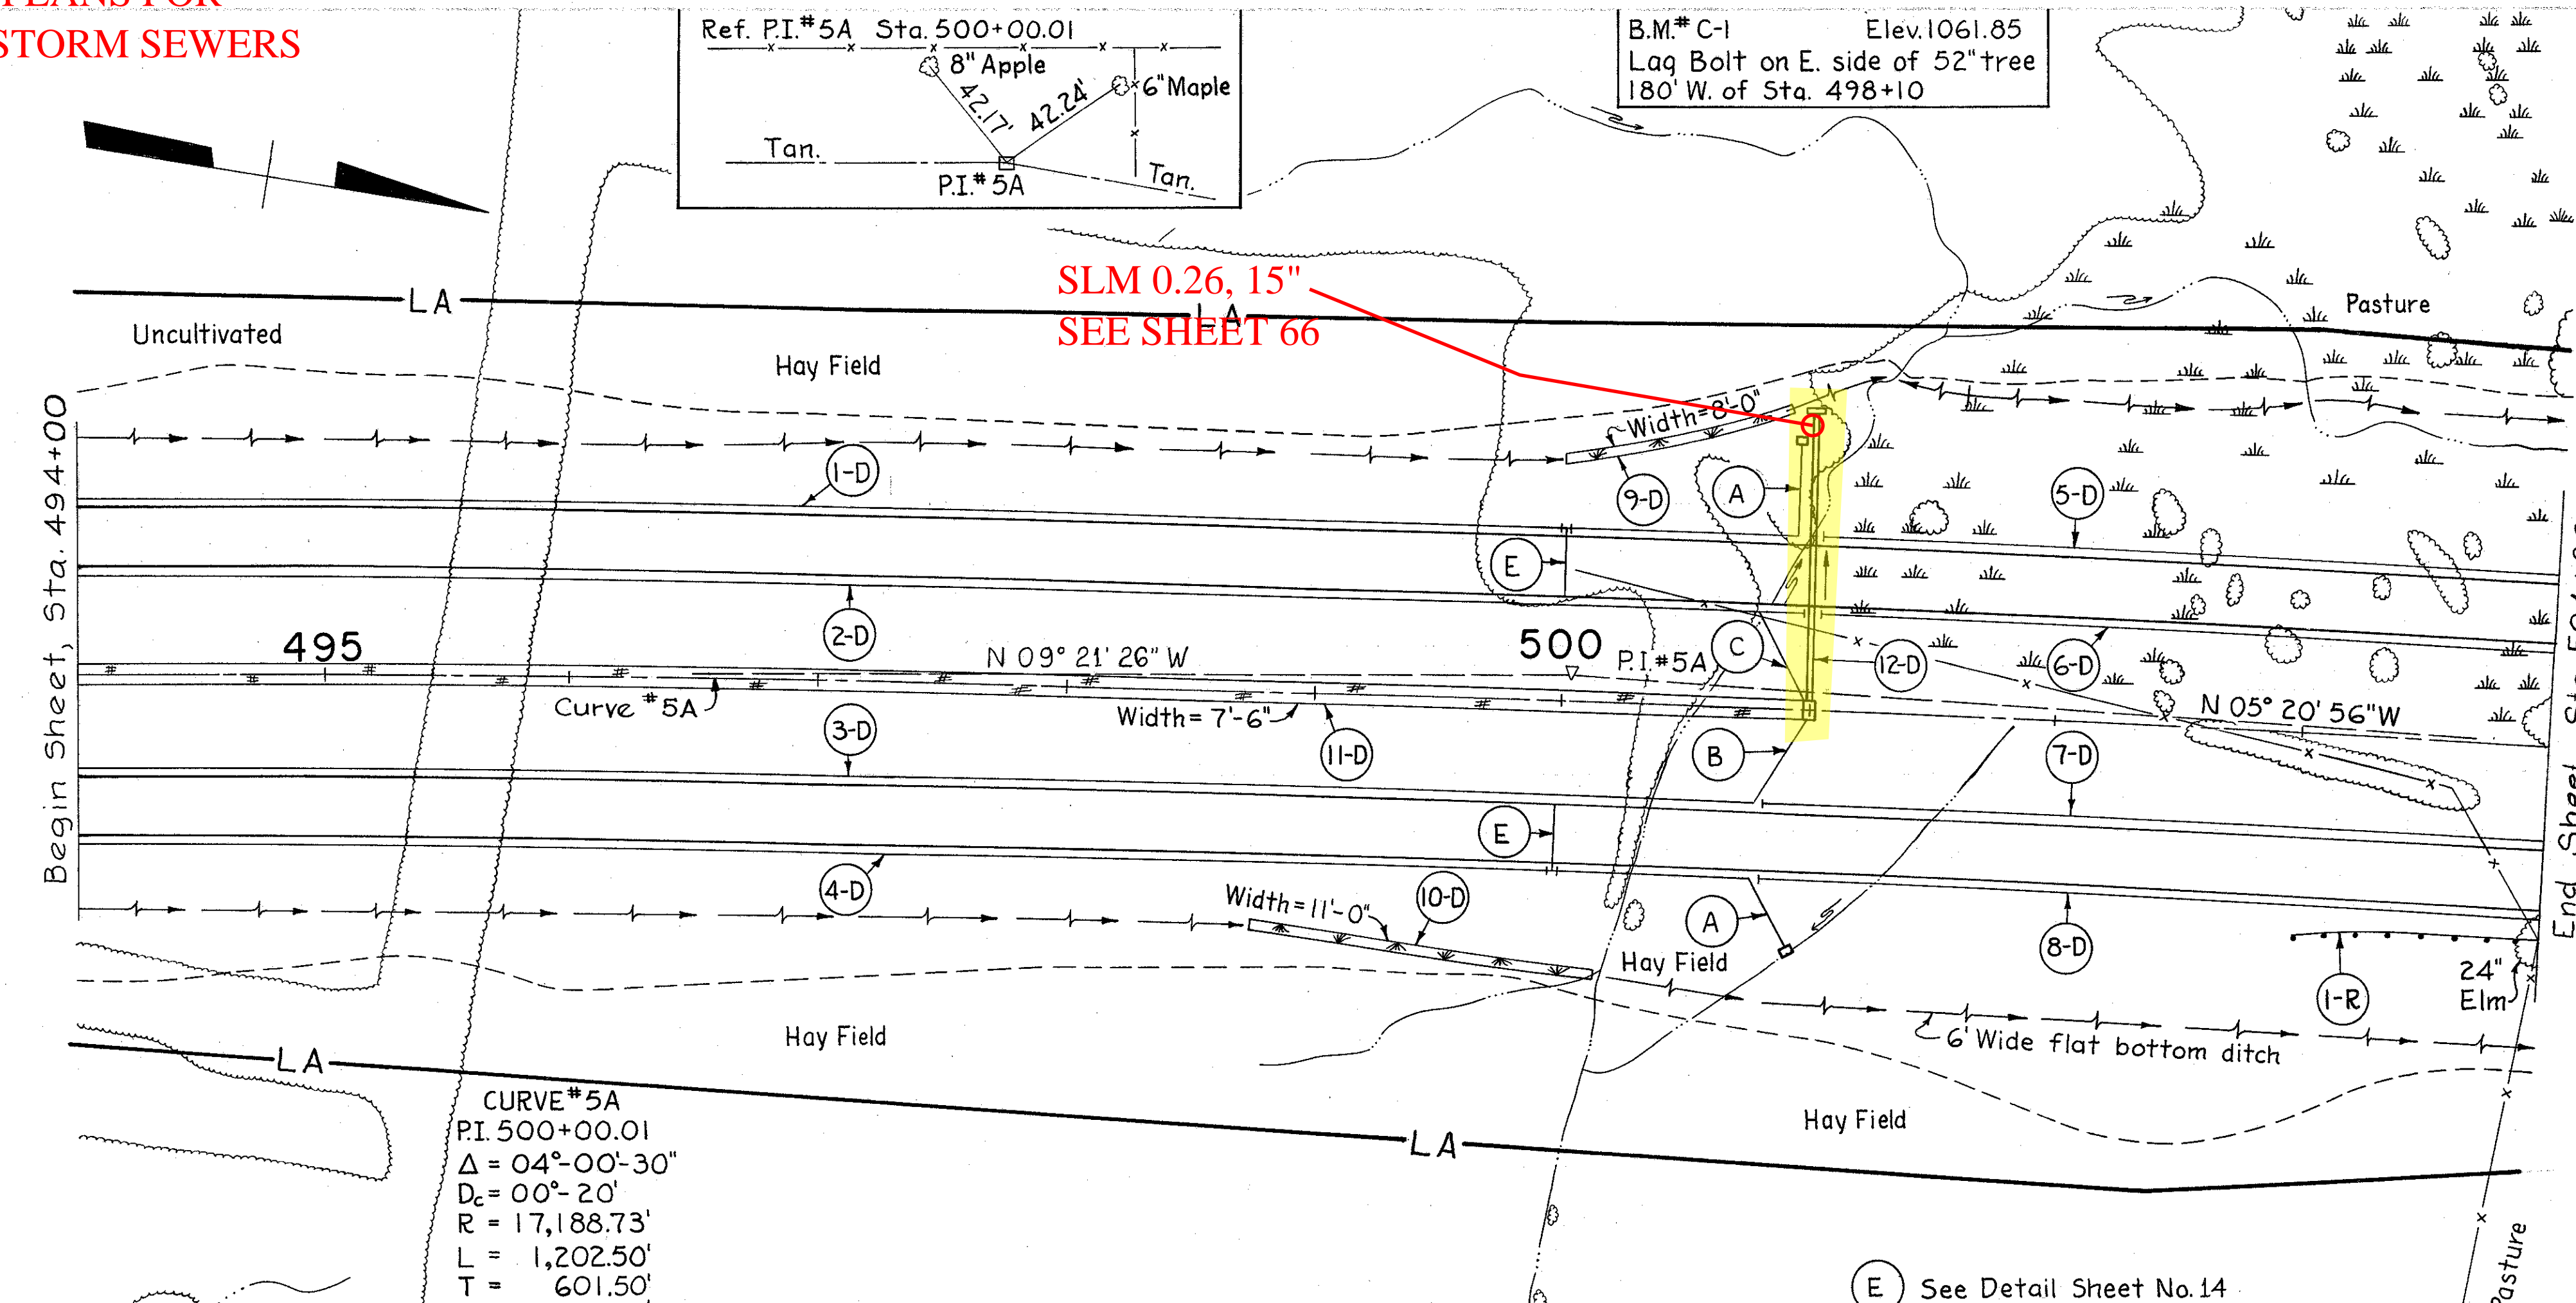 PLANS FOR
STORM SEWERS
Ref. P.I.#5A Sta. 500+00.01
8" Apple
6" Maple
42.17'
42.24'
Tan.
P.I.# 5A
Tan.
B.M.# C-1 Elev. 1061.85
Lag Bolt on E. side of 52" tree
180' W. of Sta. 498+10
SLM 0.26, 15"
SEE SHEET 66
LA
LA
Pasture
Uncultivated
Hay Field
Begin Sheet, Sta. 494+00
Width=8'-0"
1-D
9-D
A
5-D
E
2-D
495
N 09° 21' 26" W
500
P.I.#5A
C
12-D
6-D
Curve #5A
Width= 7'-6"
N 05° 20' 56" W
3-D
11-D
B
7-D
E
4-D
Width=11'-0"
10-D
A
8-D
Hay Field
1-R
24"
Elm
6' Wide flat bottom ditch
Hay Field
LA
End Sheet
Hay Field
LA
CURVE #5A
P.I. 500+00.01
Δ = 04°-00'-30"
Dc = 00°-20'
R = 17,188.73'
L = 1,202.50'
T = 601.50'
E See Detail Sheet No. 14
Pasture